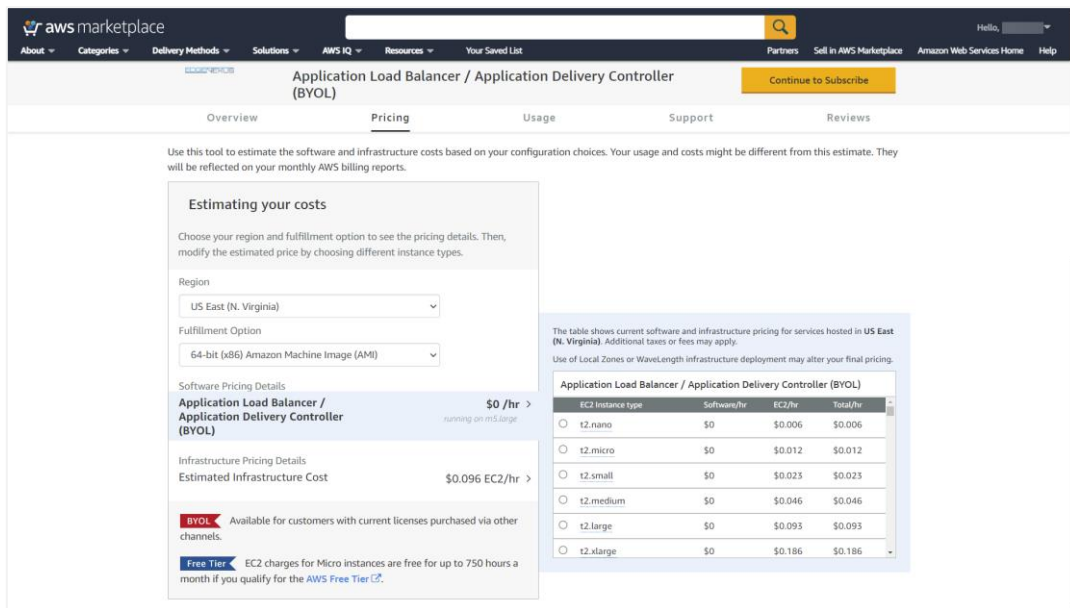 aws marketplace
Hello,
About Categories Delivery Methods Solutions AWS IQ Resources Your Saved List
Partners Sell in AWS Marketplace Amazon Web Services Home Help
Application Load Balancer / Application Delivery Controller
(BYOL)
Continue to Subscribe
Overview Pricing Usage Support Reviews
Use this tool to estimate the software and infrastructure costs based on your configuration choices. Your usage and costs might be different from this estimate. They
will be reflected on your monthly AWS billing reports.
Estimating your costs
Choose your region and fulfillment option to see the pricing details. Then,
modify the estimated price by choosing different instance types.
Region
US East (N. Virginia)
Fulfillment Option
64-bit (x86) Amazon Machine Image (AMI)
Software Pricing Details
Application Load Balancer /
Application Delivery Controller
(BYOL)
$0 /hr >
running on m5.large
Infrastructure Pricing Details
Estimated Infrastructure Cost $0.096 EC2/hr >
BYOL Available for customers with current licenses purchased via other
channels.
Free Tier EC2 charges for Micro instances are free for up to 750 hours a
month if you qualify for the AWS Free Tier.
The table shows current software and infrastructure pricing for services hosted in US East
(N. Virginia). Additional taxes or fees may apply.
Use of Local Zones or WaveLength infrastructure deployment may alter your final pricing.
Application Load Balancer / Application Delivery Controller (BYOL)
EC2 Instance type Software/hr EC2/hr Total/hr
t2.nano $0 $0.006 $0.006
t2.micro $0 $0.012 $0.012
t2.small $0 $0.023 $0.023
t2.medium $0 $0.046 $0.046
t2.large $0 $0.093 $0.093
t2.xlarge $0 $0.186 $0.186